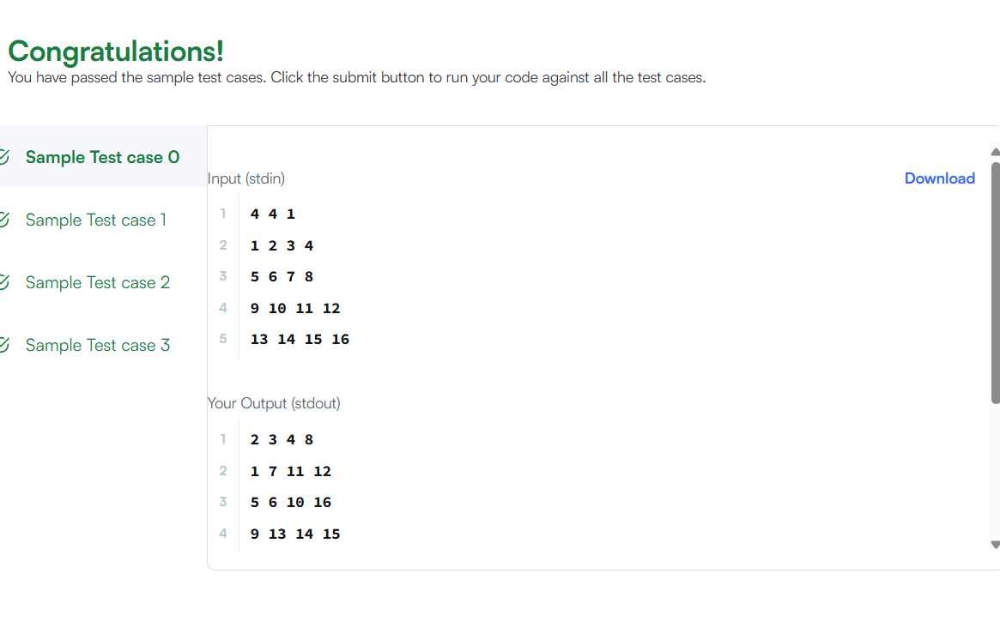 Congratulations!
You have passed the sample test cases. Click the submit button to run your code against all the test cases.
Sample Test case 0
Sample Test case 1
Sample Test case 2
Sample Test case 3
Input (stdin)
Download
1 4 4 1
2 1 2 3 4
3 5 6 7 8
4 9 10 11 12
5 13 14 15 16
Your Output (stdout)
1 2 3 4 8
2 1 7 11 12
3 5 6 10 16
4 9 13 14 15